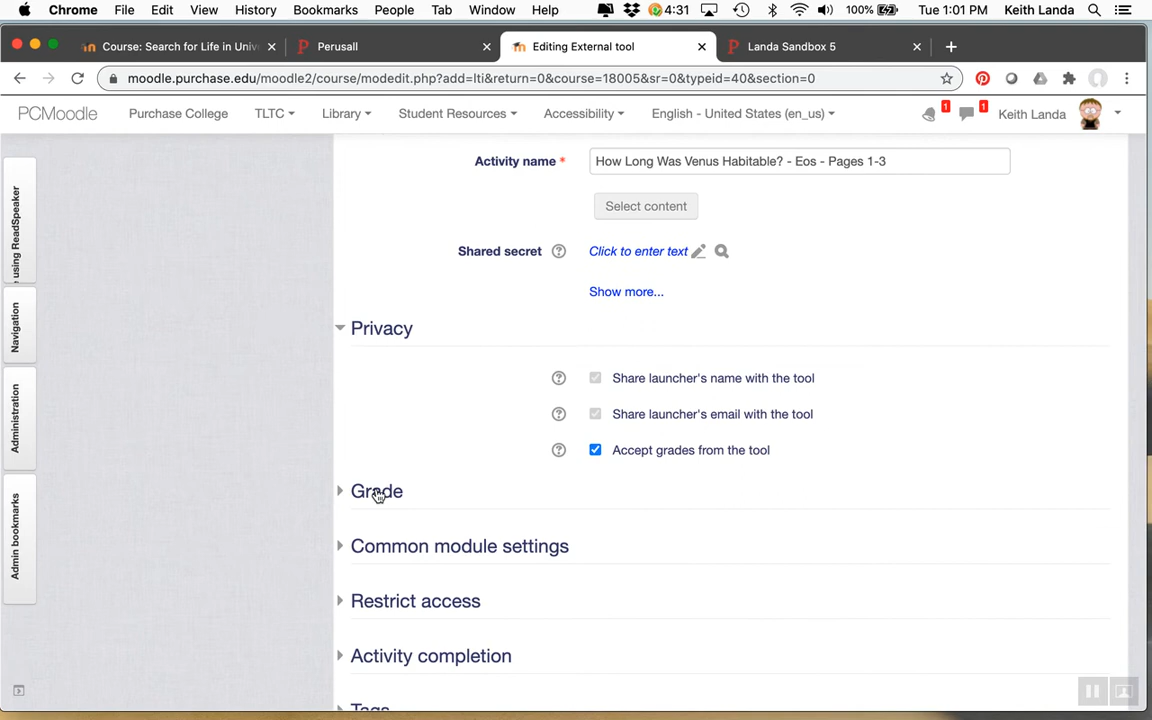 Chrome File Edit View History Bookmarks People Tab Window Help 4:31 100% Tue 1:01 PM Keith Landa
Course: Search for Life in Univ
Perusall
Editing External tool
Landa Sandbox 5
moodle.purchase.edu/moodle2/course/modedit.php?add=lti&return=0&course=18005&sr=0&typeid=40&section=0
PCMoodle Purchase College TLTC Library Student Resources Accessibility English - United States (en_us) 1 1 Keith Landa
using ReadSpeaker
Navigation
Administration
Admin bookmarks
Activity name * How Long Was Venus Habitable? - Eos - Pages 1-3
Select content
Shared secret Click to enter text
Show more...
Privacy
Share launcher's name with the tool
Share launcher's email with the tool
Accept grades from the tool
Grade
Common module settings
Restrict access
Activity completion
Tags